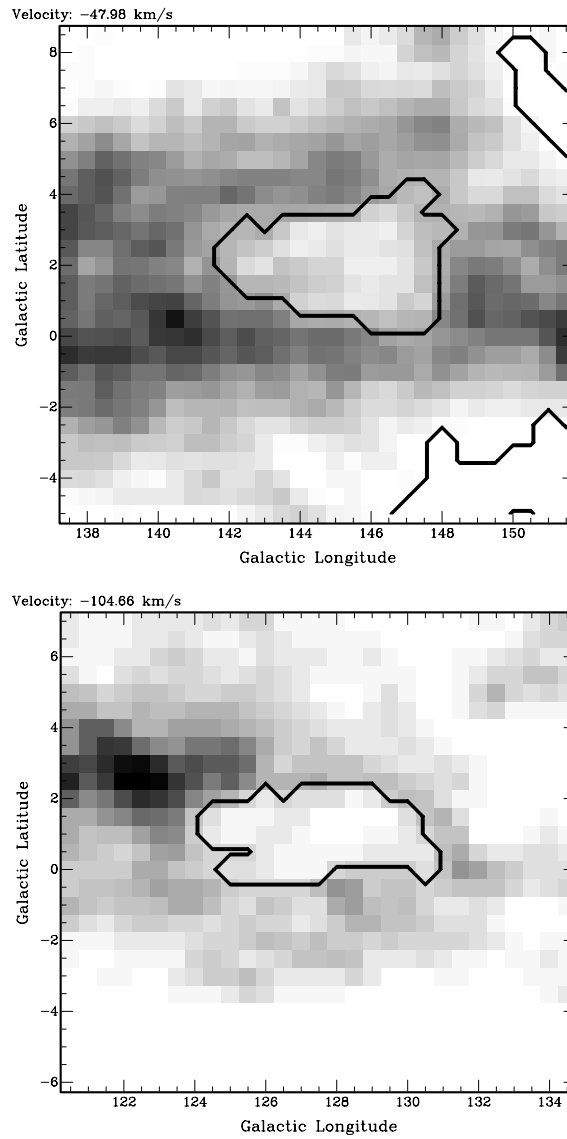 Velocity: −47.98 km/s
8
6
4
2
0
−2
−4
Galactic Latitude
138 140 142 144 146 148 150
Galactic Longitude
Velocity: −104.66 km/s
6
4
2
0
−2
−4
−6
Galactic Latitude
122 124 126 128 130 132 134
Galactic Longitude